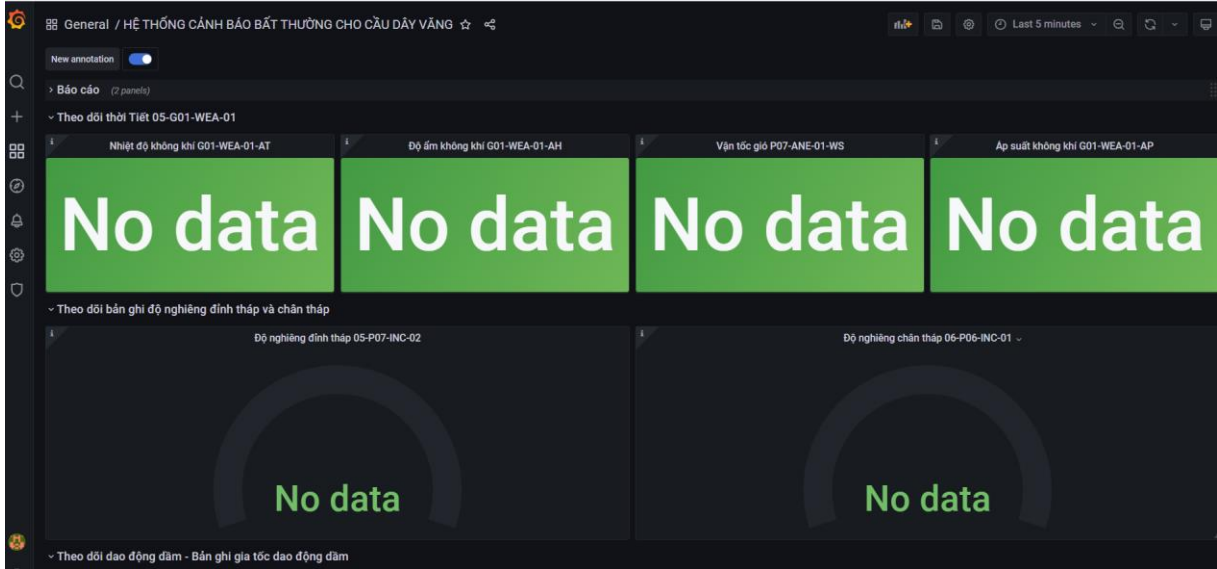 General / HỆ THỐNG CẢNH BÁO BẤT THƯỜNG CHO CẦU DÂY VĂNG
Last 5 minutes
New annotation
Báo cáo (2 panels)
Theo dõi thời Tiết 05-G01-WEA-01
Nhiệt độ không khí G01-WEA-01-AT
Độ ẩm không khí G01-WEA-01-AH
Vận tốc gió P07-ANE-01-WS
Áp suất không khí G01-WEA-01-AP
No data
No data
No data
No data
Theo dõi bản ghi độ nghiêng đỉnh tháp và chân tháp
Độ nghiêng đỉnh tháp 05-P07-INC-02
Độ nghiêng chân tháp 06-P06-INC-01
No data
No data
Theo dõi dao động dầm - Bản ghi gia tốc dao động dầm